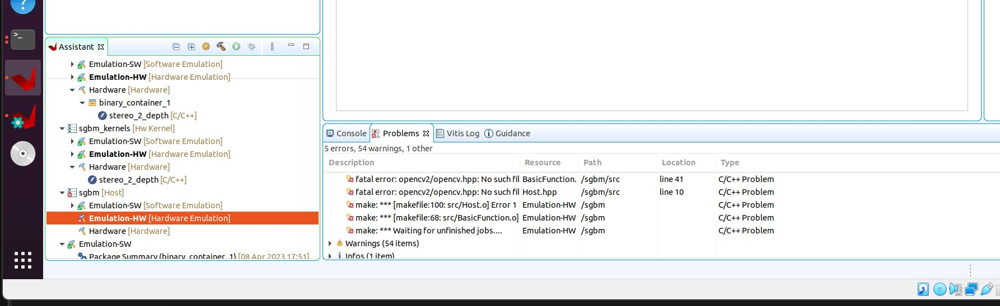 ?
>_
Assistant
Emulation-SW [Software Emulation]
Emulation-HW [Hardware Emulation]
Hardware [Hardware]
binary_container_1
stereo_2_depth [C/C++]
sgbm_kernels [Hw Kernel]
Emulation-SW [Software Emulation]
Emulation-HW [Hardware Emulation]
Hardware [Hardware]
stereo_2_depth [C/C++]
sgbm [Host]
Emulation-SW [Software Emulation]
Emulation-HW [Hardware Emulation]
Hardware [Hardware]
Emulation-SW
Package Summary (binary_container_1) [08 Apr 2023 17:51]
Console Problems Vitis Log Guidance
5 errors, 54 warnings, 1 other
Description Resource Path Location Type
fatal error: opencv2/opencv.hpp: No such fil BasicFunction. /sgbm/src line 41 C/C++ Problem
fatal error: opencv2/opencv.hpp: No such fil Host.hpp /sgbm/src line 10 C/C++ Problem
make: *** [makefile:100: src/Host.o] Error 1 Emulation-HW /sgbm C/C++ Problem
make: *** [makefile:68: src/BasicFunction.o] Emulation-HW /sgbm C/C++ Problem
make: *** Waiting for unfinished jobs.... Emulation-HW /sgbm C/C++ Problem
Warnings (54 items)
Infos (1 item)